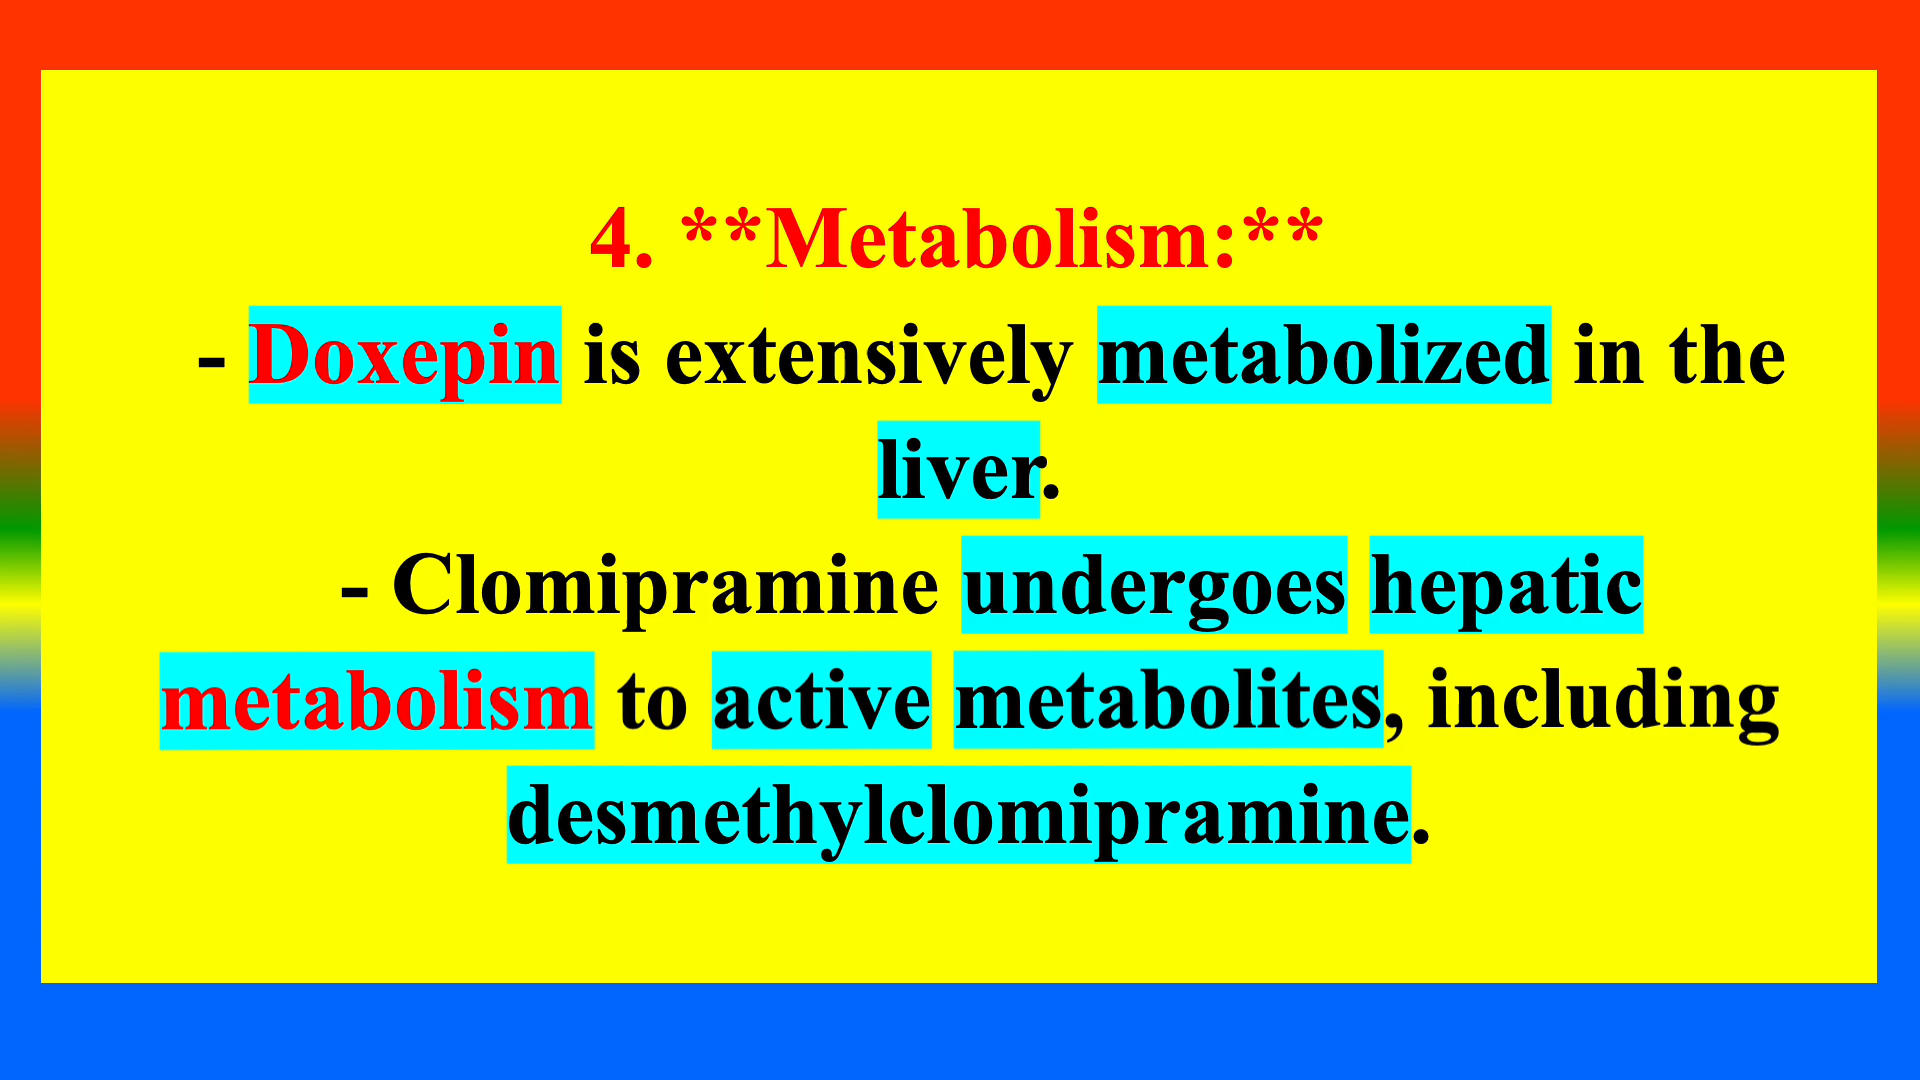 4. **Metabolism:**
- Doxepin is extensively metabolized in the
liver.
- Clomipramine undergoes hepatic
metabolism to active metabolites, including
desmethylclomipramine.